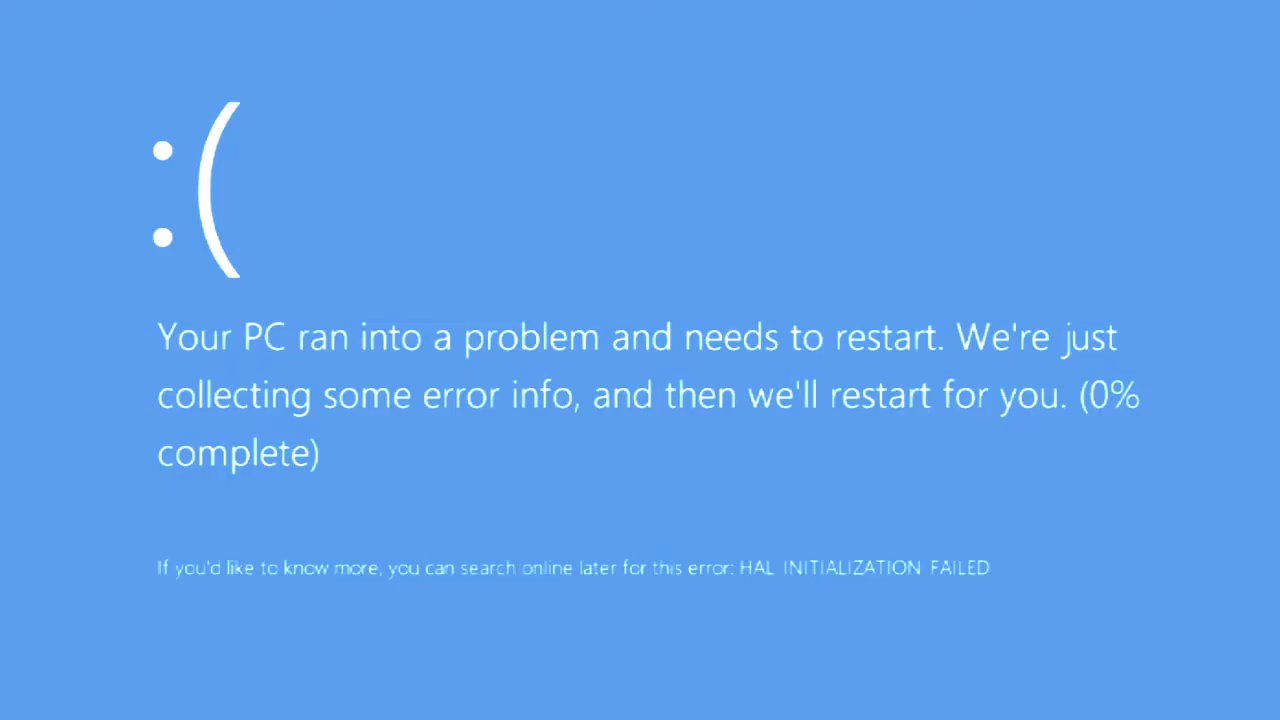 :(
Your PC ran into a problem and needs to restart. We're just
collecting some error info, and then we'll restart for you. (0%
complete)
If you'd like to know more, you can search online later for this error: HAL INITIALIZATION FAILED